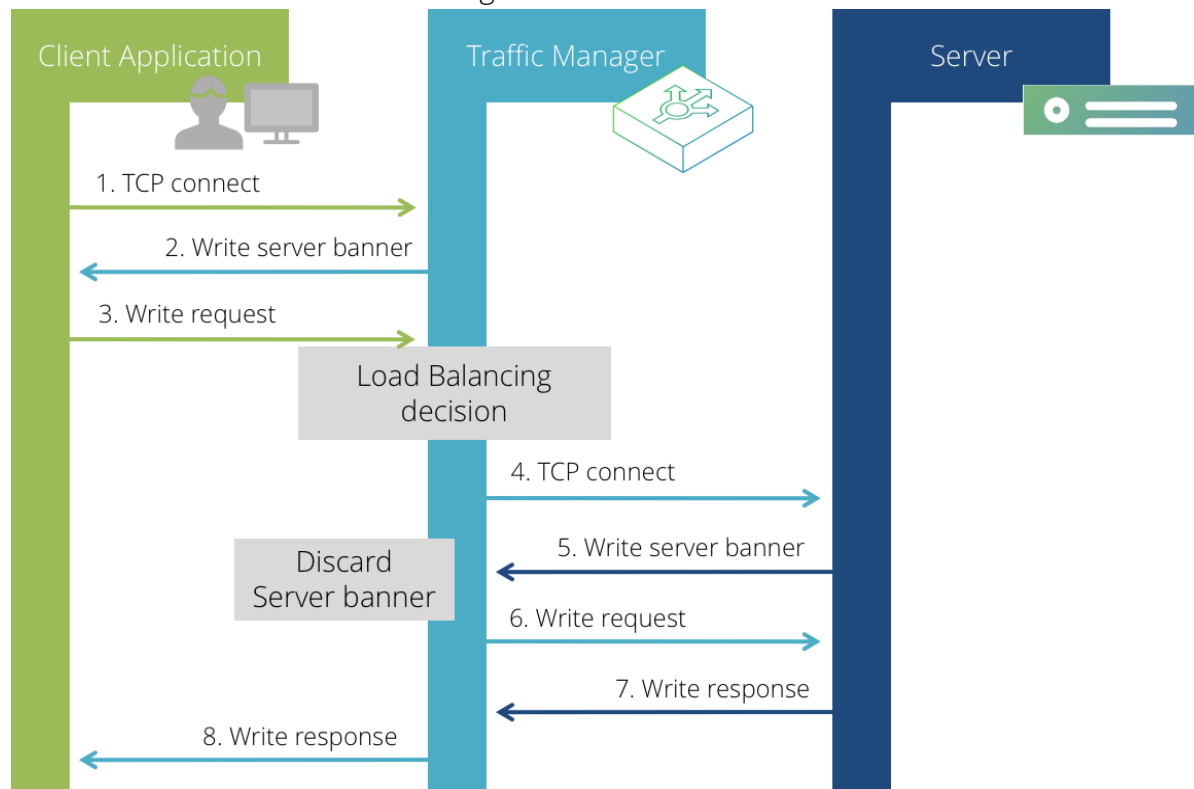 Client Application
Traffic Manager
Server
1. TCP connect
2. Write server banner
3. Write request
Load Balancing
decision
4. TCP connect
5. Write server banner
Discard
Server banner
6. Write request
7. Write response
8. Write response